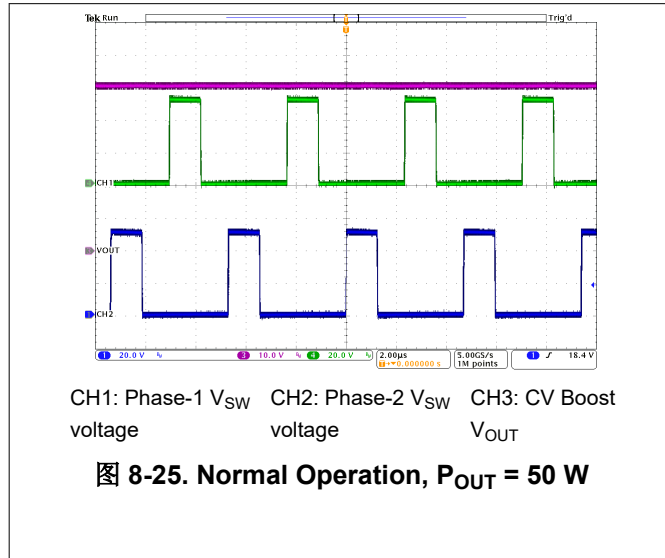 Tek Run
Trig'd
T
CH1
VOUT
CH2
1 20.0 V 3 10.0 V 4 20.0 V 2.00μs 5.00GS/s 1 18.4 V
T 0.000000 s 1M points
CH1: Phase-1 VSW voltage
CH2: Phase-2 VSW voltage
CH3: CV Boost VOUT
图 8-25. Normal Operation, POUT = 50 W